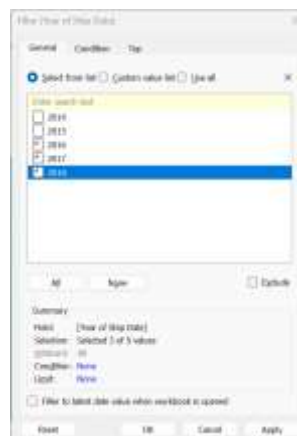 Filter [Year of Ship Date]
General Condition Top
Select from list Custom value list Use all
Enter search text
2014
2015
2016
2017
2018
All None Exclude
Summary
Field: [Year of Ship Date]
Selection: Selected 3 of 5 values
Wildcard: All
Condition: None
Limit: None
Filter to latest date value when workbook is opened
Reset OK Cancel Apply